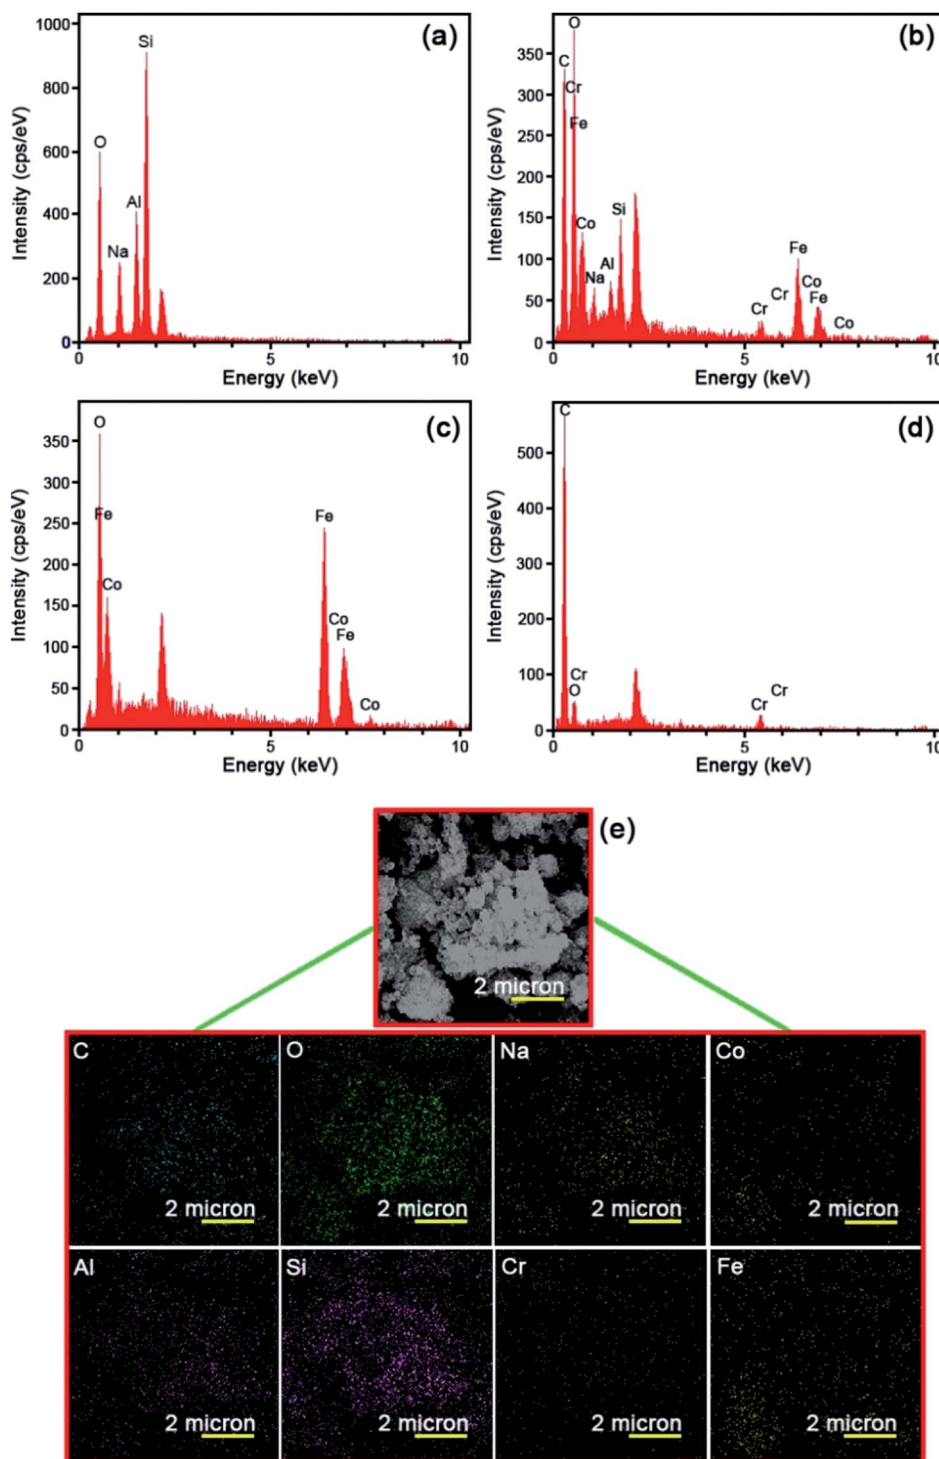 (a)
1000
800
600
400
200
0
Intensity (cps/eV)
O
Na
Al
Si
0
5
10
Energy (keV)
(b)
350
300
250
200
150
100
50
0
Intensity (cps/eV)
O
C
Cr
Fe
Co
Na
Al
Si
Cr
Cr
Fe
Co
Fe
Co
0
5
10
Energy (keV)
(c)
350
300
250
200
150
100
50
0
Intensity (cps/eV)
O
Fe
Co
Fe
Co
Fe
Co
0
5
10
Energy (keV)
(d)
500
400
300
200
100
0
Intensity (cps/eV)
C
Cr
O
Cr
Cr
0
5
10
Energy (keV)
(e)
2 micron
C
2 micron
O
2 micron
Na
2 micron
Co
2 micron
Al
2 micron
Si
2 micron
Cr
2 micron
Fe
2 micron